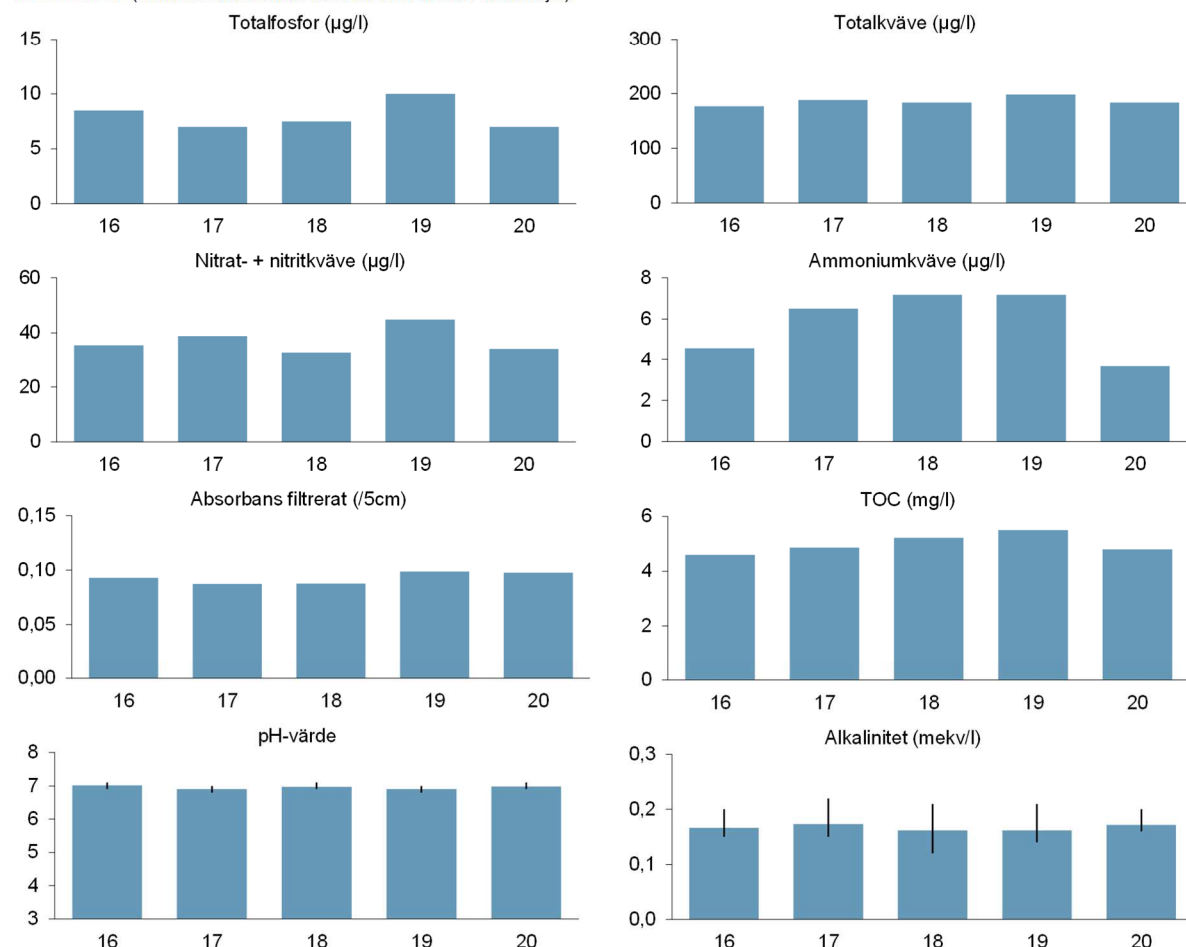 Totalfosfor (µg/l)
15
10
5
0
16 17 18 19 20
Totalkväve (µg/l)
300
200
100
0
16 17 18 19 20
Nitrat- + nitritkväve (µg/l)
60
40
20
0
16 17 18 19 20
Ammoniumkväve (µg/l)
8
6
4
2
0
16 17 18 19 20
Absorbans filtrerat (/5cm)
0,15
0,10
0,05
0,00
16 17 18 19 20
TOC (mg/l)
6
4
2
0
16 17 18 19 20
pH-värde
8
7
6
5
4
3
16 17 18 19 20
Alkalinitet (mekv/l)
0,3
0,2
0,1
0,0
16 17 18 19 20